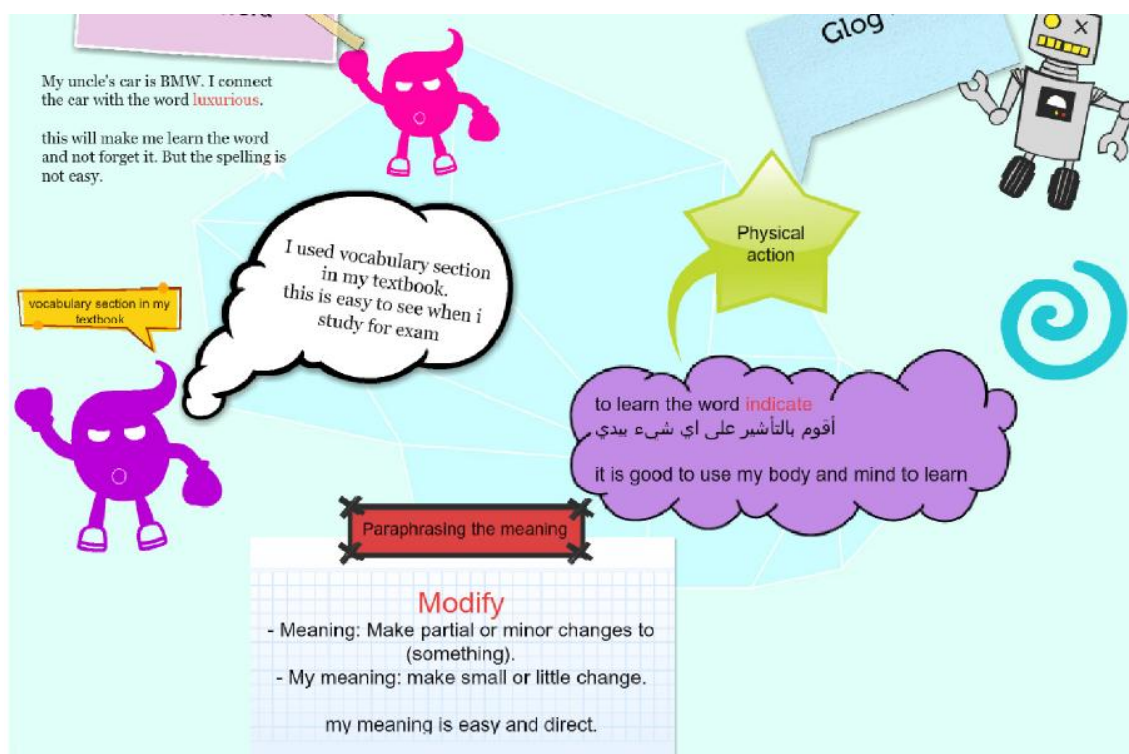 Glog
My uncle's car is BMW. I connect
the car with the word luxurious.
this will make me learn the word
and not forget it. But the spelling is
not easy.
I used vocabulary section
in my textbook.
this is easy to see when i
study for exam
vocabulary section in my
textbook
Physical
action
to learn the word indicate
أقوم بالتأشير على اي شيء بيدي
it is good to use my body and mind to learn
Paraphrasing the meaning
Modify
- Meaning: Make partial or minor changes to
(something).
- My meaning: make small or little change.
my meaning is easy and direct.